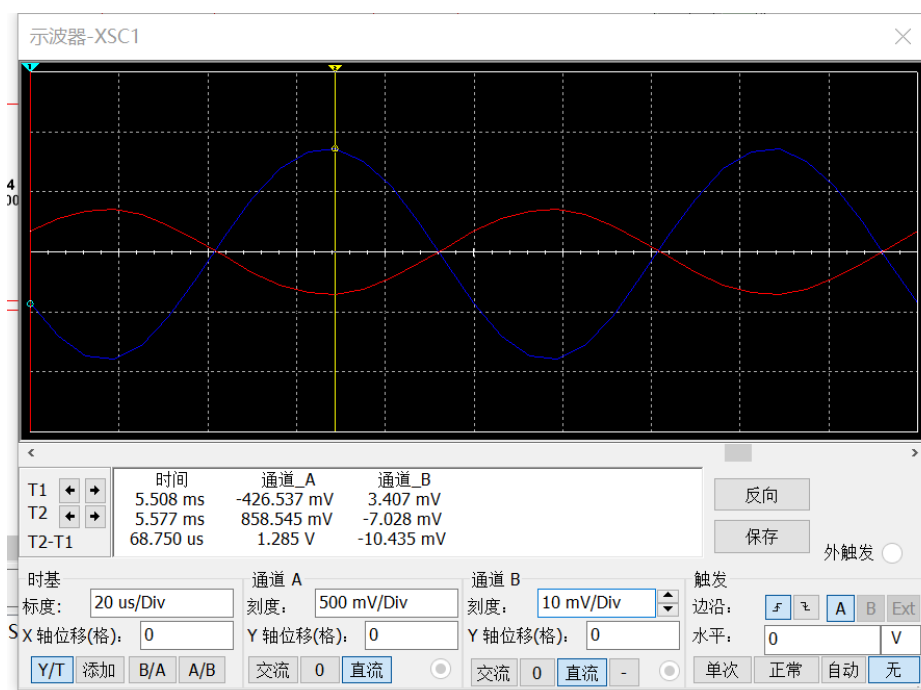 示波器-XSC1
1
2
4
00
时间 通道_A 通道_B
T1 5.508 ms -426.537 mV 3.407 mV
T2 5.577 ms 858.545 mV -7.028 mV
T2-T1 68.750 us 1.285 V -10.435 mV
反向
保存
外触发
时基
标度: 20 us/Div
X 轴位移(格): 0
Y/T 添加 B/A A/B
通道 A
刻度: 500 mV/Div
Y 轴位移(格): 0
交流 0 直流
通道 B
刻度: 10 mV/Div
Y 轴位移(格): 0
交流 0 直流 -
触发
边沿: A B Ext
水平: 0 V
单次 正常 自动 无
S